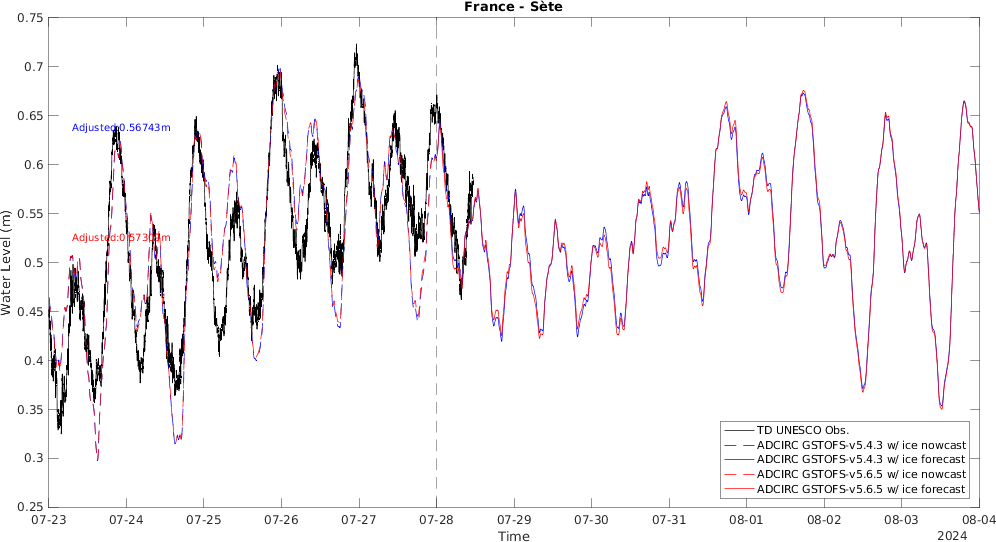 France - Sète
Water Level (m)
0.75
0.7
0.65
0.6
0.55
0.5
0.45
0.4
0.35
0.3
0.25
Adjusted:0.56743m
TD UNESCO Obs.
ADCIRC GSTOFS-v5.4.3 w/ ice nowcast
ADCIRC GSTOFS-v5.4.3 w/ ice forecast
ADCIRC GSTOFS-v5.6.5 w/ ice nowcast
ADCIRC GSTOFS-v5.6.5 w/ ice forecast
07-23 07-24 07-25 07-26 07-27 07-28 07-29 07-30 07-31 08-01 08-02 08-03 08-04
Time
2024